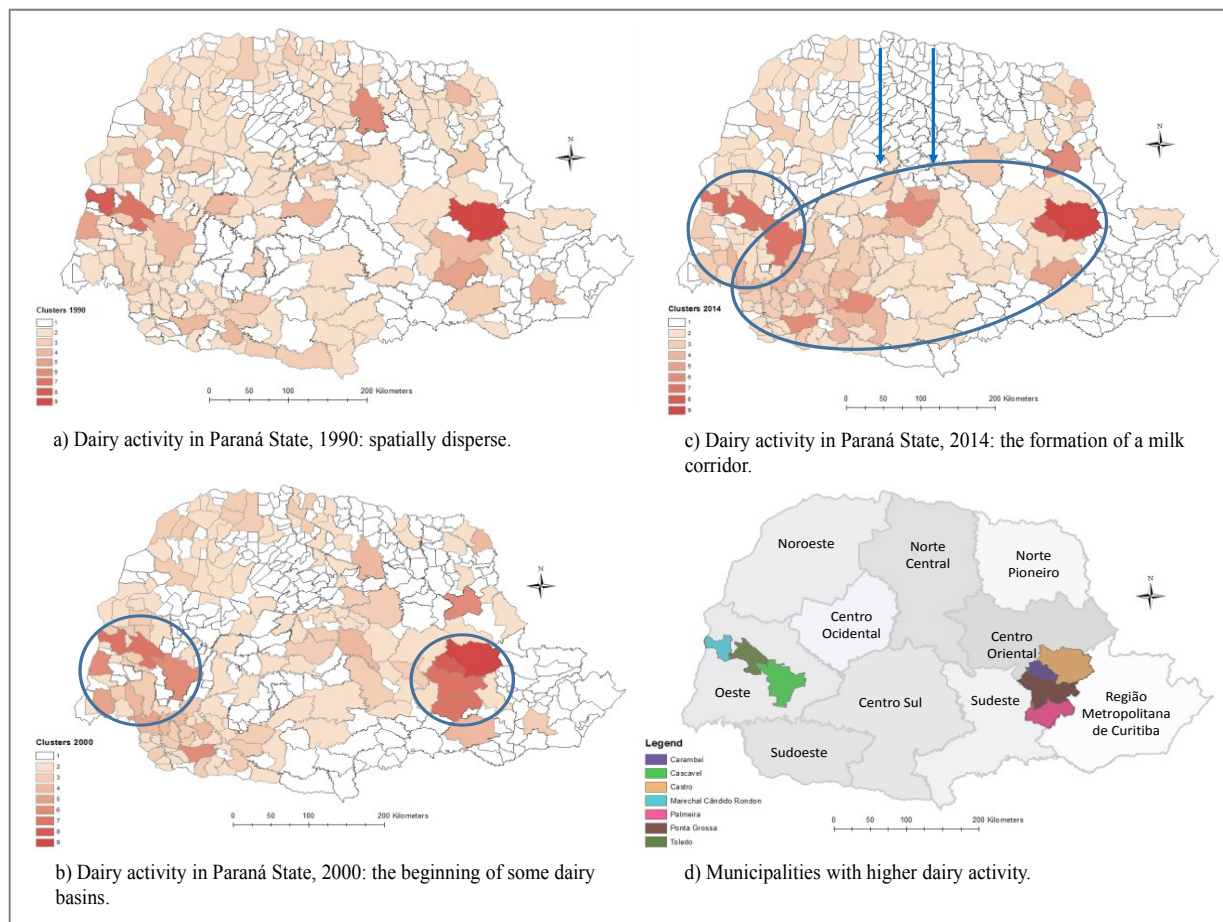 N
Clusters 1990
1
2
3
4
5
6
7
8
9
0 50 100 200 Kilometers
a) Dairy activity in Paraná State, 1990: spatially disperse.
N
Clusters 2014
1
2
3
4
5
6
7
8
9
0 50 100 200 Kilometers
c) Dairy activity in Paraná State, 2014: the formation of a milk
corridor.
N
Clusters 2000
1
2
3
4
5
6
7
8
9
0 50 100 200 Kilometers
b) Dairy activity in Paraná State, 2000: the beginning of some dairy
basins.
Noroeste
Norte
Central
Norte
Pioneiro
N
Centro
Ocidental
Centro
Oriental
Oeste
Centro Sul
Sudeste
Região
Metropolitana
de Curitiba
Sudoeste
Legend
Carambeí
Cascavel
Castro
Marechal Cândido Rondon
Palmeira
Ponta Grossa
Toledo
0 50 100 200 Kilometers
d) Municipalities with higher dairy activity.